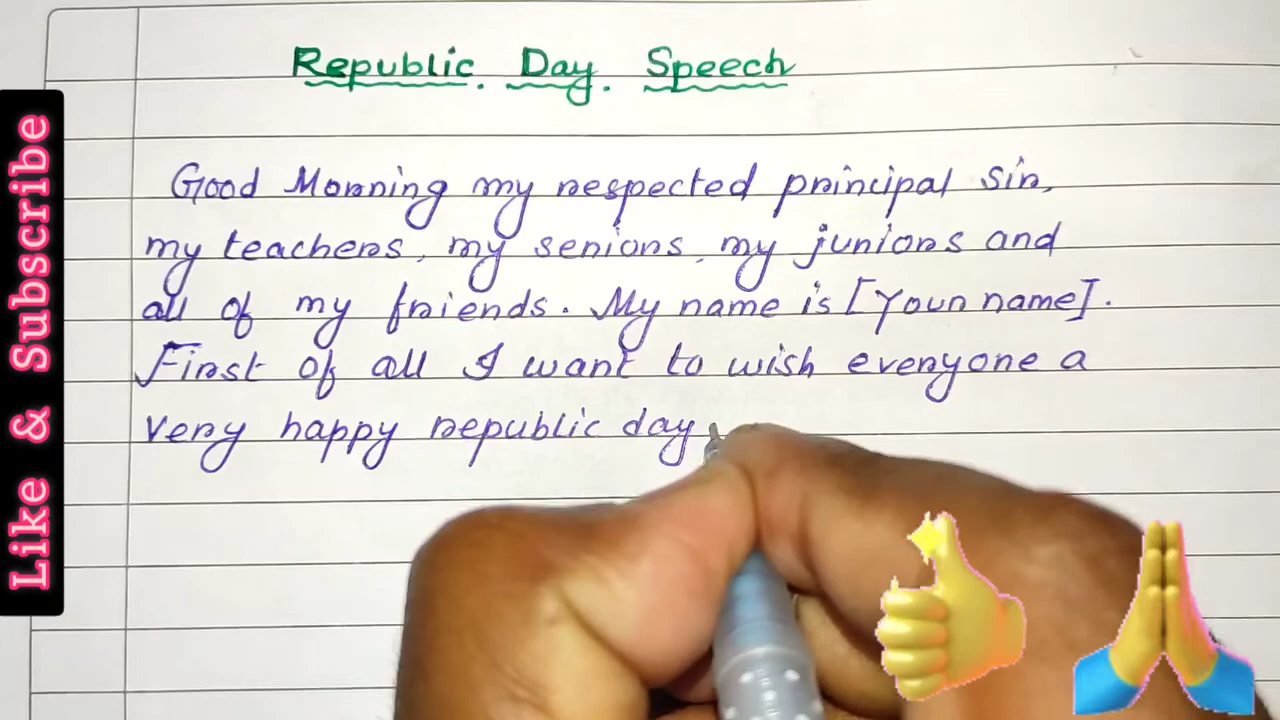 Republic Day Speech
Good Morning my respected principal sir,
my teachers, my seniors, my juniors and
all of my friends. My name is [Your name].
First of all I want to wish everyone a
very happy republic day
Like & Subscribe